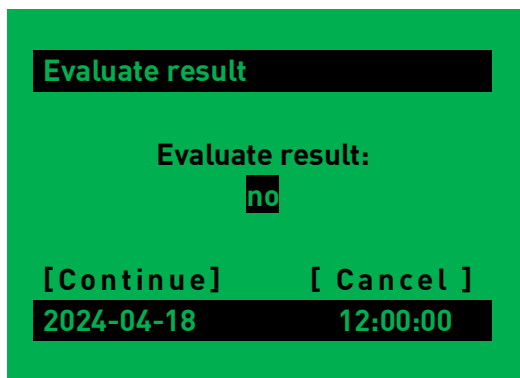 Evaluate result
Evaluate result:
no
[Continue] [ Cancel ]
2024-04-18 12:00:00